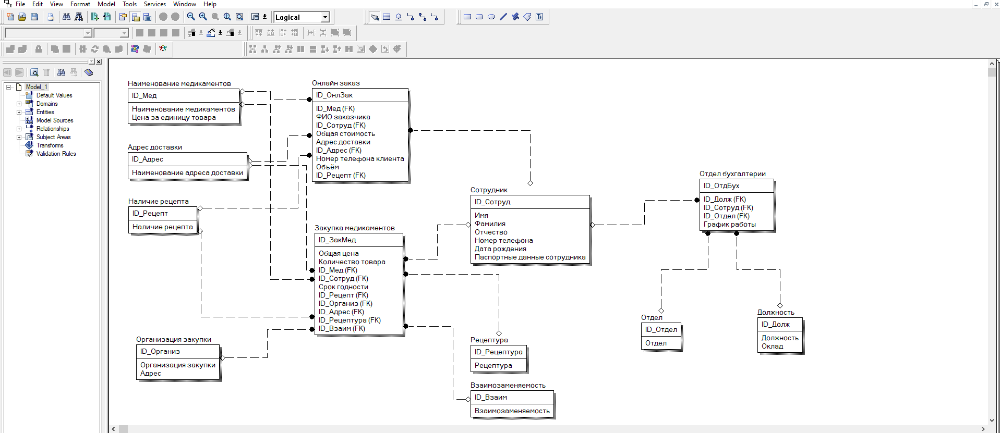 File Edit View Format Model Tools Services Window Help
Logical
Model_1
Default Values
Domains
Entities
Model Sources
Relationships
Subject Areas
Transforms
Validation Rules
Наименование медикаментов
ID_Мед
Наименование медикаментов
Цена за единицу товара
Адрес доставки
ID_Адрес
Наименование адреса доставки
Наличие рецепта
ID_Рецепт
Наличие рецепта
Организация закупки
ID_Организ
Организация закупки
Адрес
Онлайн заказ
ID_ОнлЗак
ID_Мед (FK)
ФИО заказчика
ID_Сотруд (FK)
Общая стоимость
Адрес доставки
ID_Адрес (FK)
Номер телефона клиента
Объём
ID_Рецепт (FK)
Закупка медикаментов
ID_ЗакМед
Общая цена
Количество товара
ID_Мед (FK)
ID_Сотруд (FK)
Срок годности
ID_Рецепт (FK)
ID_Организ (FK)
ID_Адрес (FK)
ID_Рецептура (FK)
ID_Взаим (FK)
Сотрудник
ID_Сотруд
Имя
Фамилия
Отчество
Номер телефона
Дата рождения
Паспортные данные сотрудника
Рецептура
ID_Рецептура
Рецептура
Взаимозаменяемость
ID_Взаим
Взаимозаменяемость
Отдел бухгалтерии
ID_ОтдБух
ID_Долж (FK)
ID_Сотруд (FK)
ID_Отдел (FK)
График работы
Отдел
ID_Отдел
Отдел
Должность
ID_Долж
Должность
Оклад